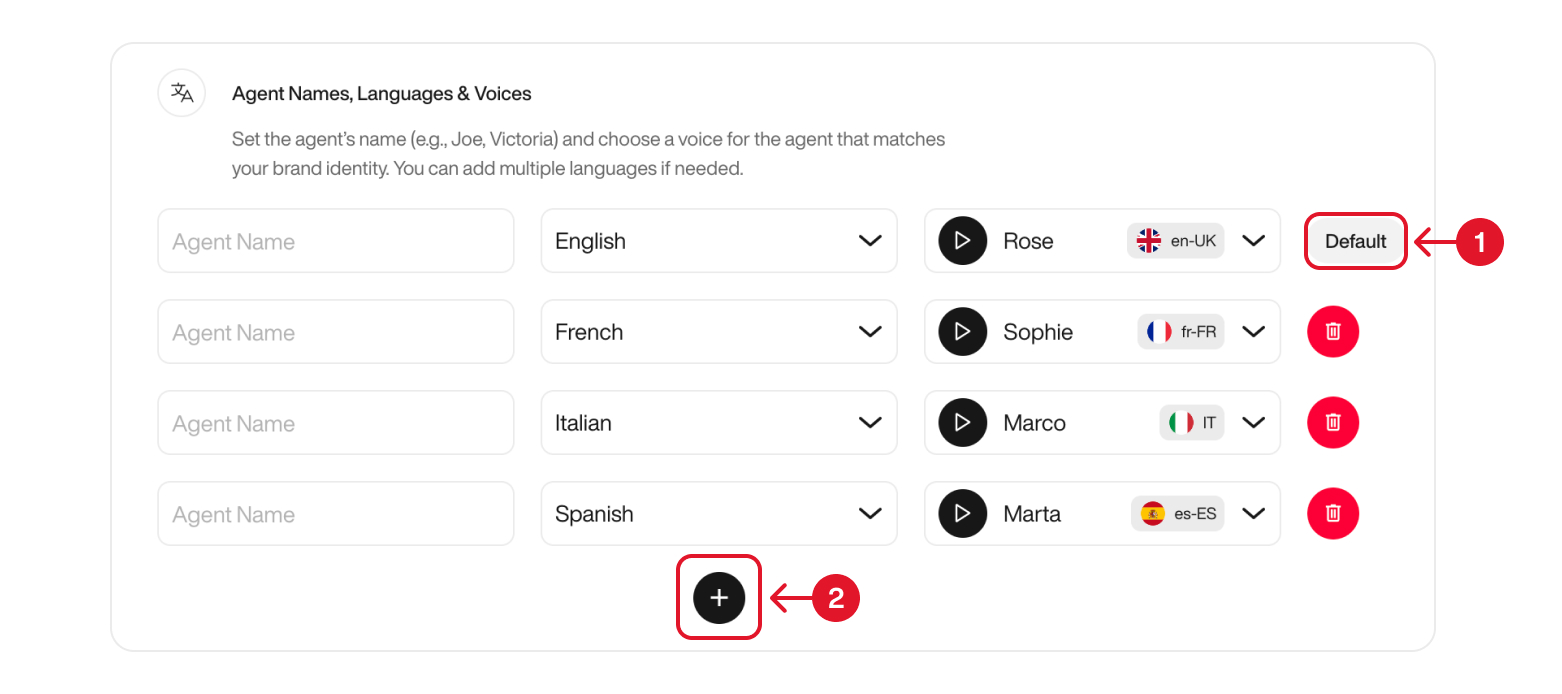 Agent Names, Languages & Voices
Set the agent’s name (e.g., Joe, Victoria) and choose a voice for the agent that matches
your brand identity. You can add multiple languages if needed.
Agent Name English Rose en-UK Default 1
Agent Name French Sophie fr-FR
Agent Name Italian Marco IT
Agent Name Spanish Marta es-ES
2